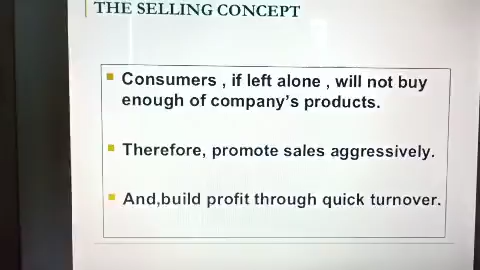 THE SELLING CONCEPT
Consumers , if left alone , will not buy
enough of company's products.
Therefore, promote sales aggressively.
And,build profit through quick turnover.